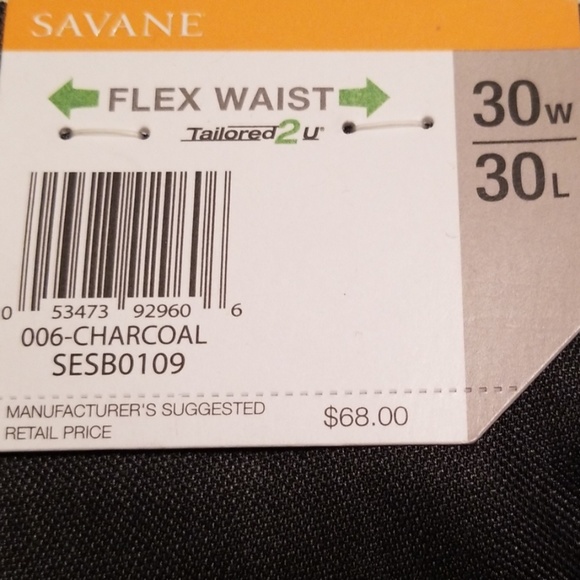 SAVANE
FLEX WAIST
Tailored2U®
30W
30L
0 53473 92960 6
006-CHARCOAL
SESB0109
MANUFACTURER'S SUGGESTED
RETAIL PRICE
$68.00